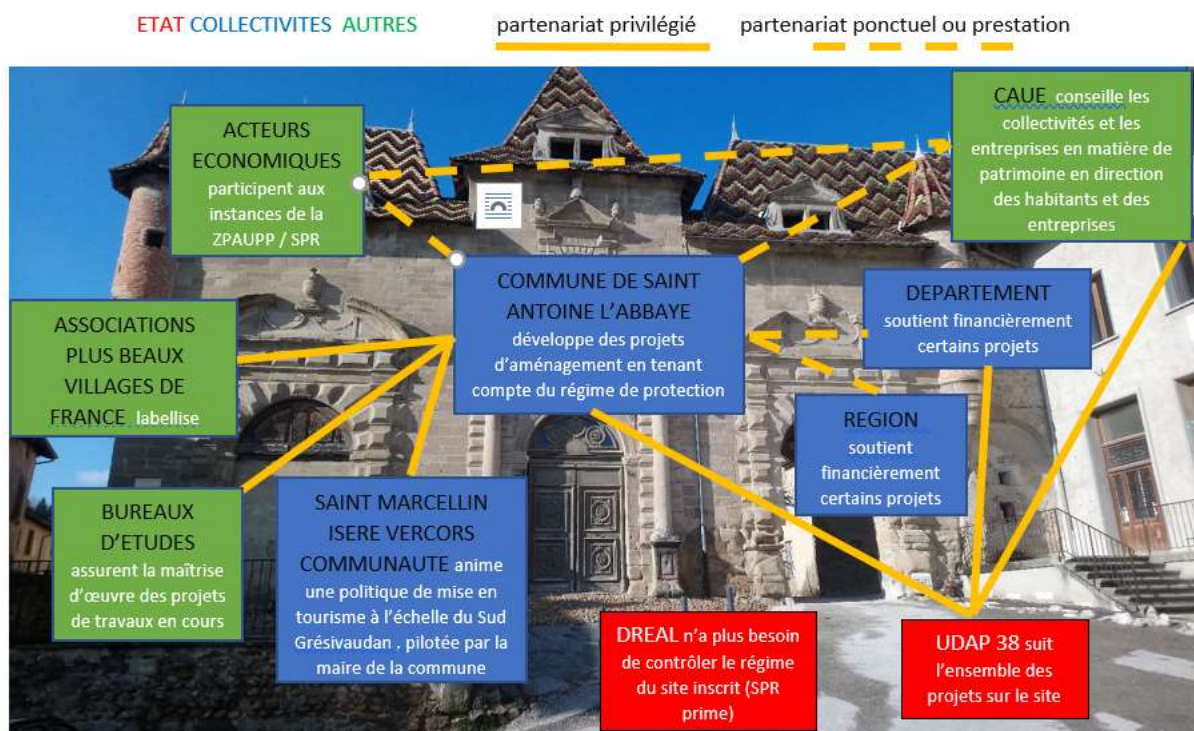 ETAT COLLECTIVITES AUTRES
partenariat privilégié
partenariat ponctuel ou prestation
ACTEURS
ECONOMIQUES
participent aux
instances de la
ZPAUPP / SPR
CAUE conseille les
collectivités et les
entreprises en matière de
patrimoine en direction
des habitants et des
entreprises
COMMUNE DE SAINT
ANTOINE L'ABBAYE
développe des projets
d'aménagement en tenant
compte du régime de protection
DEPARTEMENT
soutient financièrement
certains projets
ASSOCIATIONS
PLUS BEAUX
VILLAGES DE
FRANCE labellise
REGION
soutient
financièrement
certains projets
BUREAUX
D'ETUDES
assurent la maîtrise
d'œuvre des projets
de travaux en cours
SAINT MARCELLIN
ISERE VERCORS
COMMUNAUTE anime
une politique de mise en
tourisme à l'échelle du Sud
Grésivaudan . pilotée par la
maire de la commune
DREAL n'a plus besoin
de contrôler le régime
du site inscrit (SPR
prime)
UDAP 38 suit
l'ensemble des
projets sur le site